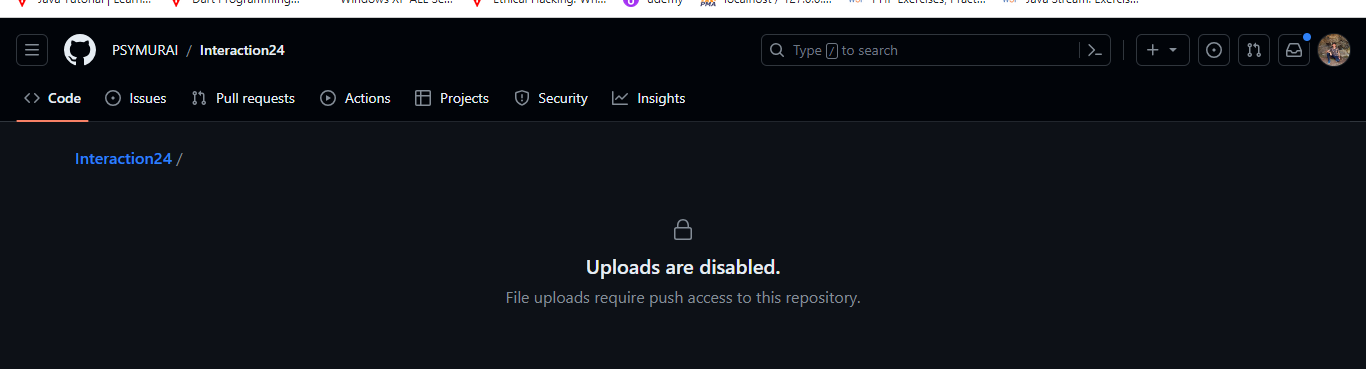 Java Tutorial | Learn...
Dart Programming...
Windows XP ALL Se...
Ethical Hacking: Wh...
udemy
PMA
localhost / 127.0.0....
PHP Exercises, Pract...
Java Stream: Exercis...
PSYMURAI / Interaction24
Type / to search
Code Issues Pull requests Actions Projects Security Insights
Interaction24 /
Uploads are disabled.
File uploads require push access to this repository.